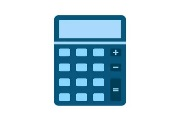 +
−
=